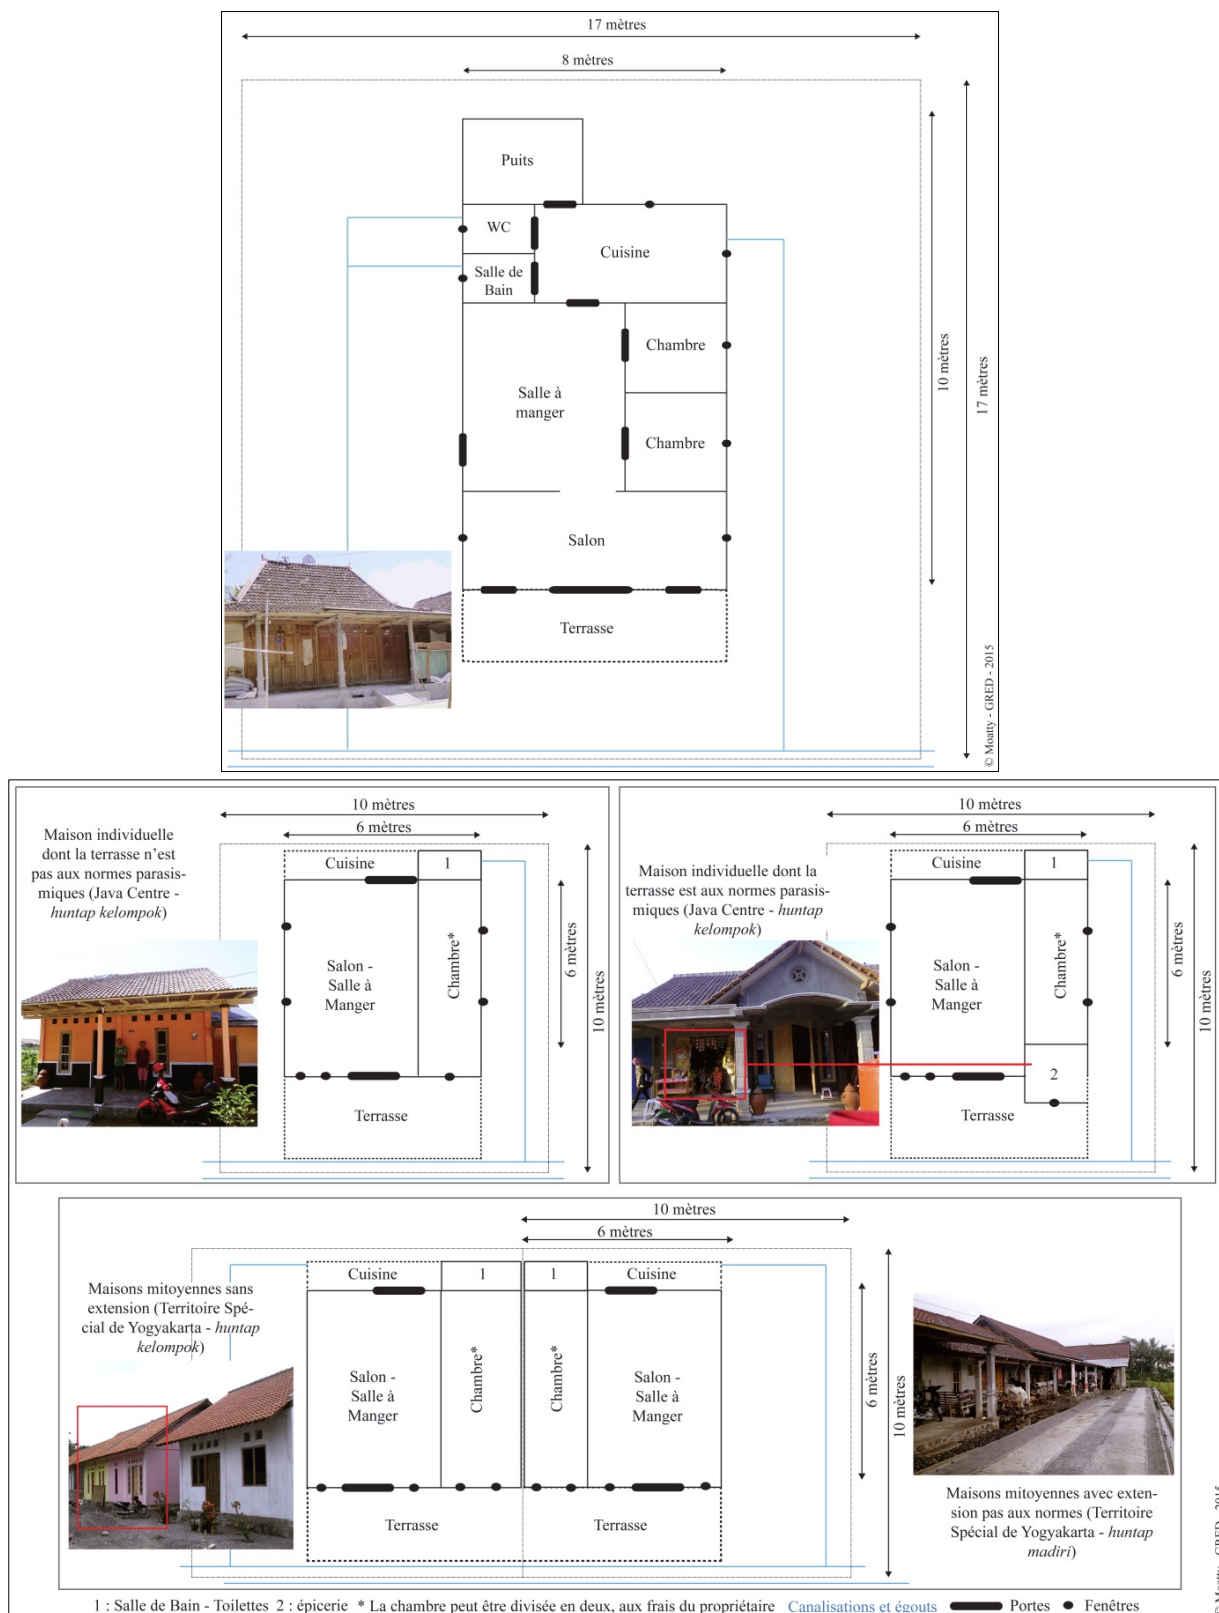 17 mètres
8 mètres
Puits
WC
Cuisine
Salle de
Bain
Chambre
Salle à
manger
Chambre
Salon
Terrasse
10 mètres
17 mètres
© Moatty - GRED - 2015
Maison individuelle
dont la terrasse n'est
pas aux normes parasis-
miques (Java Centre -
huntap kelompok)
10 mètres
6 mètres
Cuisine
1
Salon -
Salle à
Manger
Chambre*
Terrasse
6 mètres
10 mètres
Maison individuelle dont la
terrasse est aux normes parasis-
miques (Java Centre - huntap
kelompok)
10 mètres
6 mètres
Cuisine
1
Salon -
Salle à
Manger
Chambre*
2
Terrasse
6 mètres
10 mètres
Maisons mitoyennes sans
extension (Territoire Spé-
cial de Yogyakarta - huntap
kelompok)
10 mètres
6 mètres
Cuisine
1
1
Cuisine
Salon -
Salle à
Manger
Chambre*
Chambre*
Salon -
Salle à
Manger
Terrasse
Terrasse
6 mètres
10 mètres
Maisons mitoyennes avec exten-
sion pas aux normes (Territoire
Spécial de Yogyakarta - huntap
madiri)
© Moatty - GRED - 2015
1 : Salle de Bain - Toilettes 2 : épicerie * La chambre peut être divisée en deux, aux frais du propriétaire Canalisations et égouts Portes Fenêtres